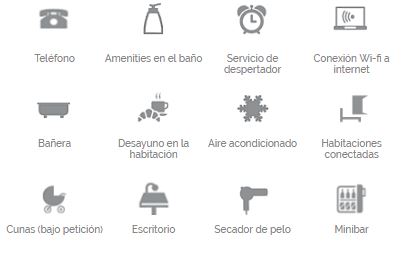 Teléfono
Amenities en el baño
Servicio de
despertador
Conexión Wi-fi a
internet
Bañera
Desayuno en la
habitación
Aire acondicionado
Habitaciones
conectadas
Cunas (bajo petición)
Escritorio
Secador de pelo
Minibar